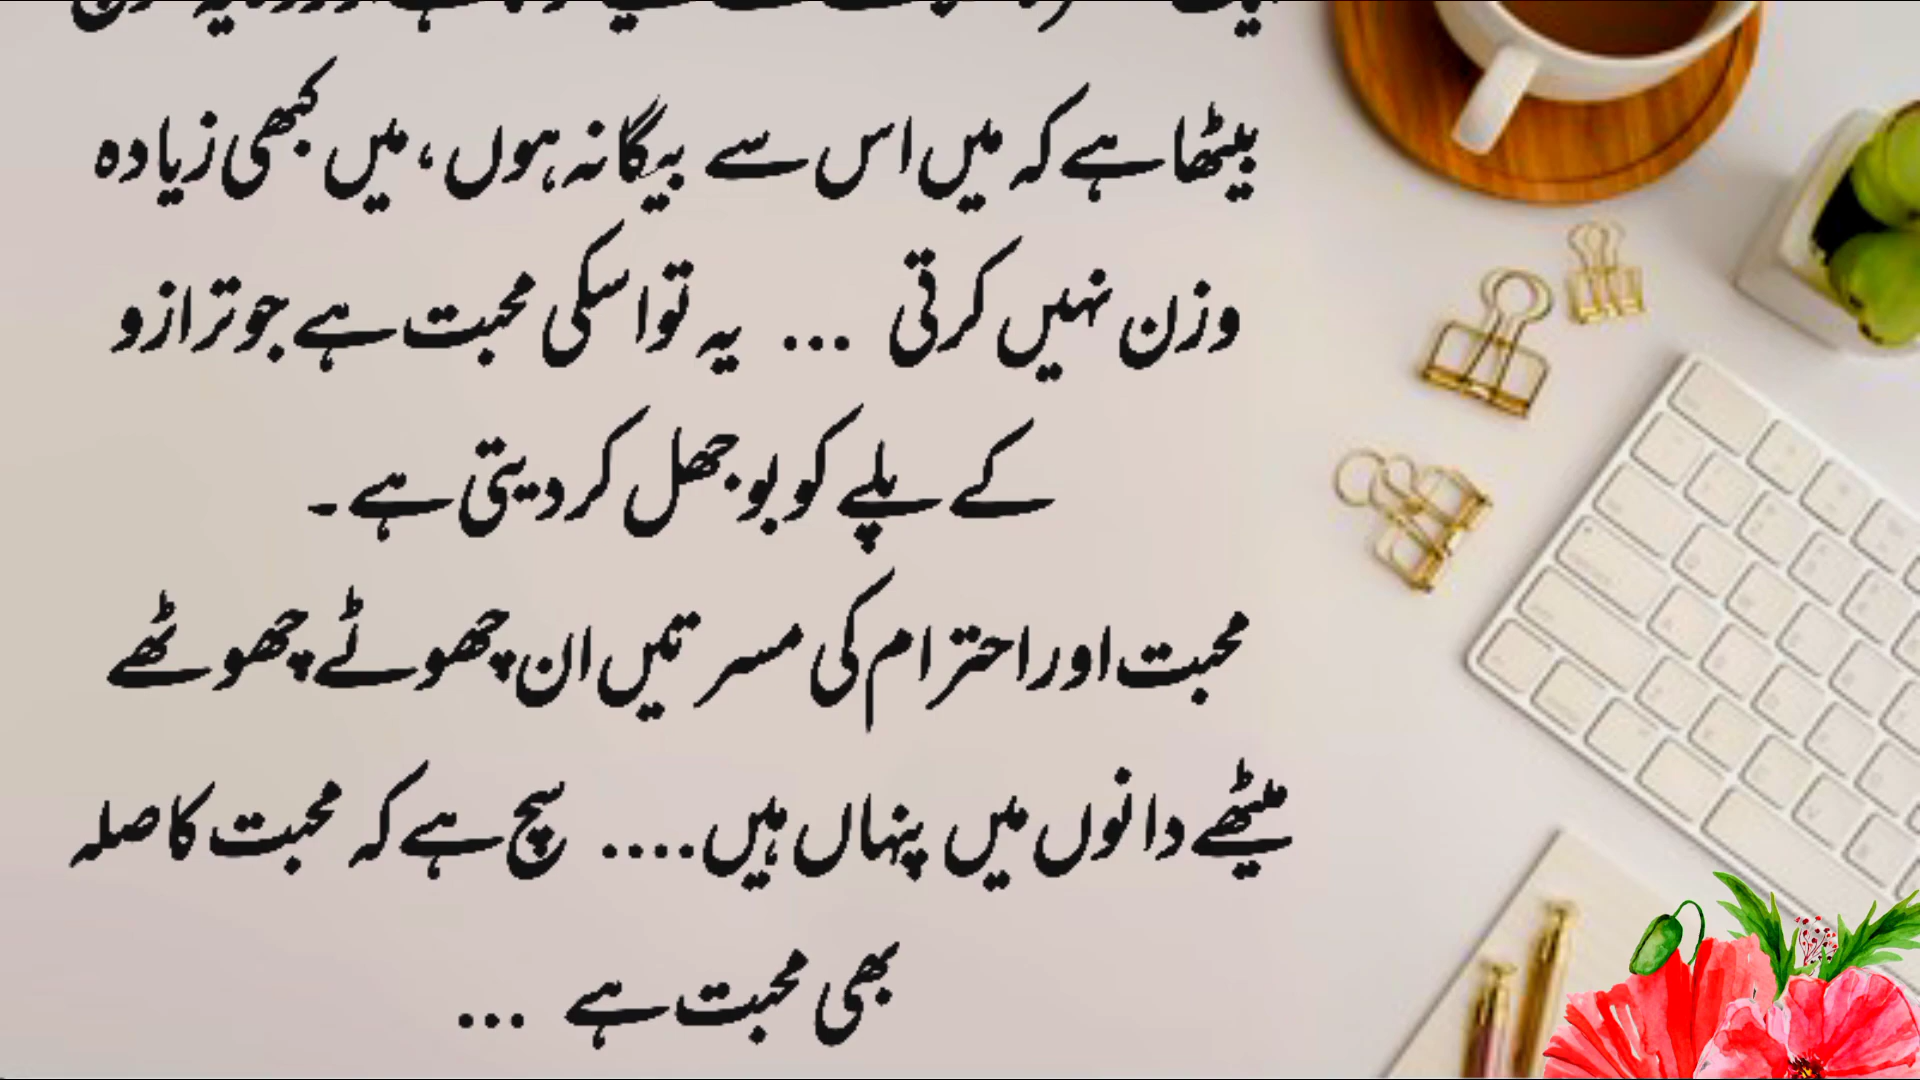 بیٹھا ہے کہ میں اس سے بیگانہ ہوں، میں کبھی زیادہ
وزن نہیں کرتی ... یہ تو اسکی محبت ہے جو ترازو
کے پلے کو بوجھل کر دیتی ہے۔
محبت اور احترام کی مسرتیں ان چھوٹے چھوٹے
میٹھے دانوں میں پنہاں ہیں.... سچ ہے کہ محبت کا صلہ
بھی محبت ہے ...